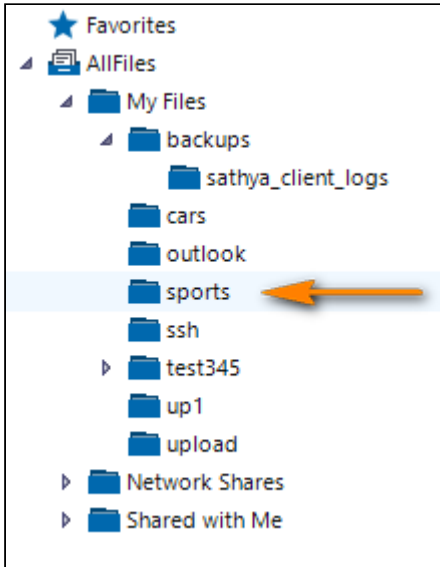 Favorites
AllFiles
My Files
backups
sathya_client_logs
cars
outlook
sports
ssh
test345
up1
upload
Network Shares
Shared with Me